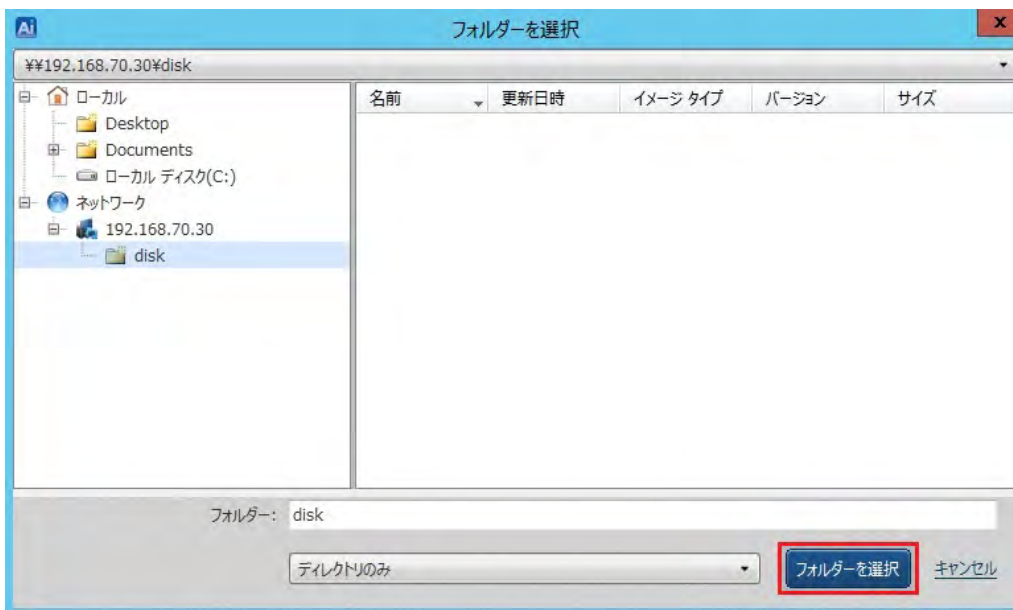 Ai
フォルダーを選択
x
¥¥192.168.70.30¥disk
ローカル
Desktop
Documents
ローカル ディスク(C:)
ネットワーク
192.168.70.30
disk
名前 更新日時 イメージ タイプ バージョン サイズ
フォルダー: disk
ディレクトリのみ フォルダーを選択 キャンセル